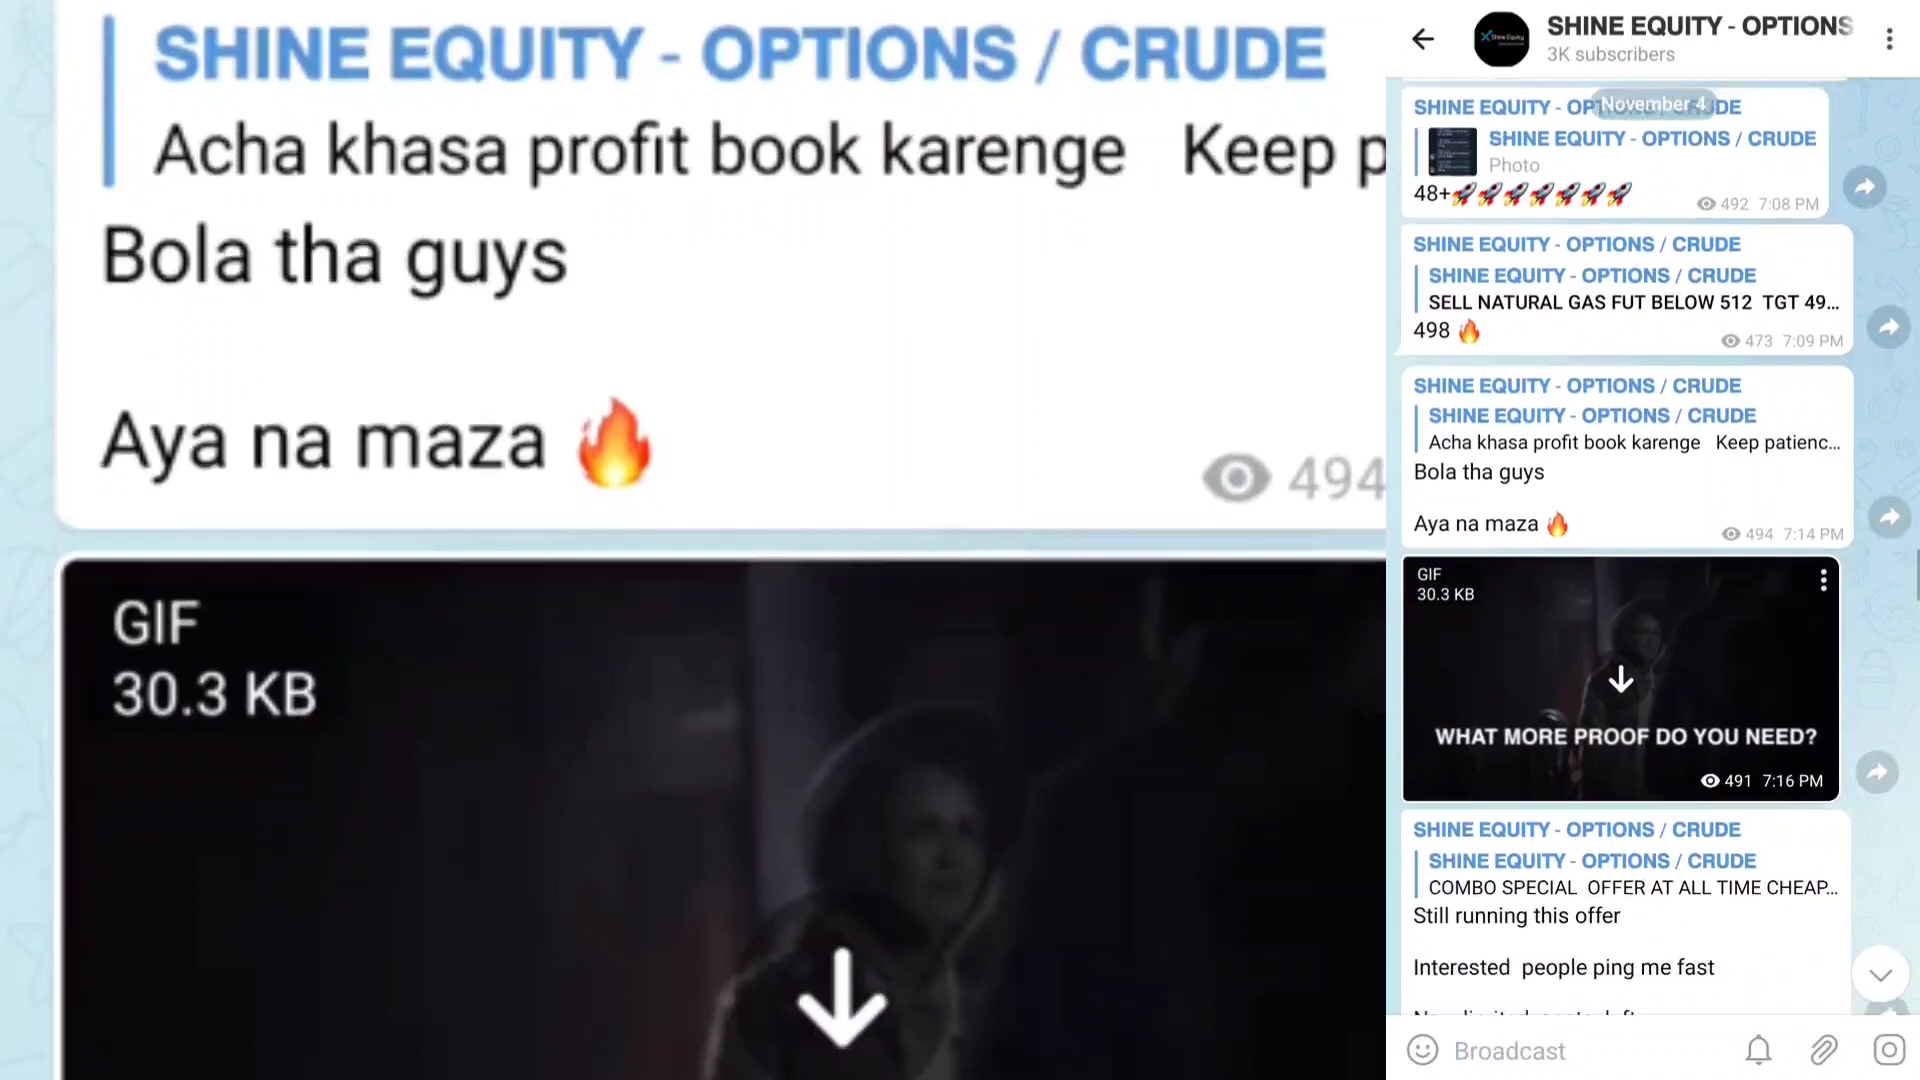 SHINE EQUITY - OPTIONS / CRUDE
Acha khasa profit book karenge Keep p
Bola tha guys
Aya na maza 🔥
494
GIF
30.3 KB
SHINE EQUITY - OPTIONS
3K subscribers
November 4
SHINE EQUITY - OPTIONS / CRUDE
SHINE EQUITY - OPTIONS / CRUDE
Photo
48+🚀🚀🚀🚀🚀🚀🚀
492 7:08 PM
SHINE EQUITY - OPTIONS / CRUDE
SHINE EQUITY - OPTIONS / CRUDE
SELL NATURAL GAS FUT BELOW 512 TGT 49...
498 🔥
473 7:09 PM
SHINE EQUITY - OPTIONS / CRUDE
SHINE EQUITY - OPTIONS / CRUDE
Acha khasa profit book karenge Keep patienc...
Bola tha guys
Aya na maza 🔥
494 7:14 PM
GIF
30.3 KB
WHAT MORE PROOF DO YOU NEED?
491 7:16 PM
SHINE EQUITY - OPTIONS / CRUDE
SHINE EQUITY - OPTIONS / CRUDE
COMBO SPECIAL OFFER AT ALL TIME CHEAP...
Still running this offer
Interested people ping me fast
Broadcast